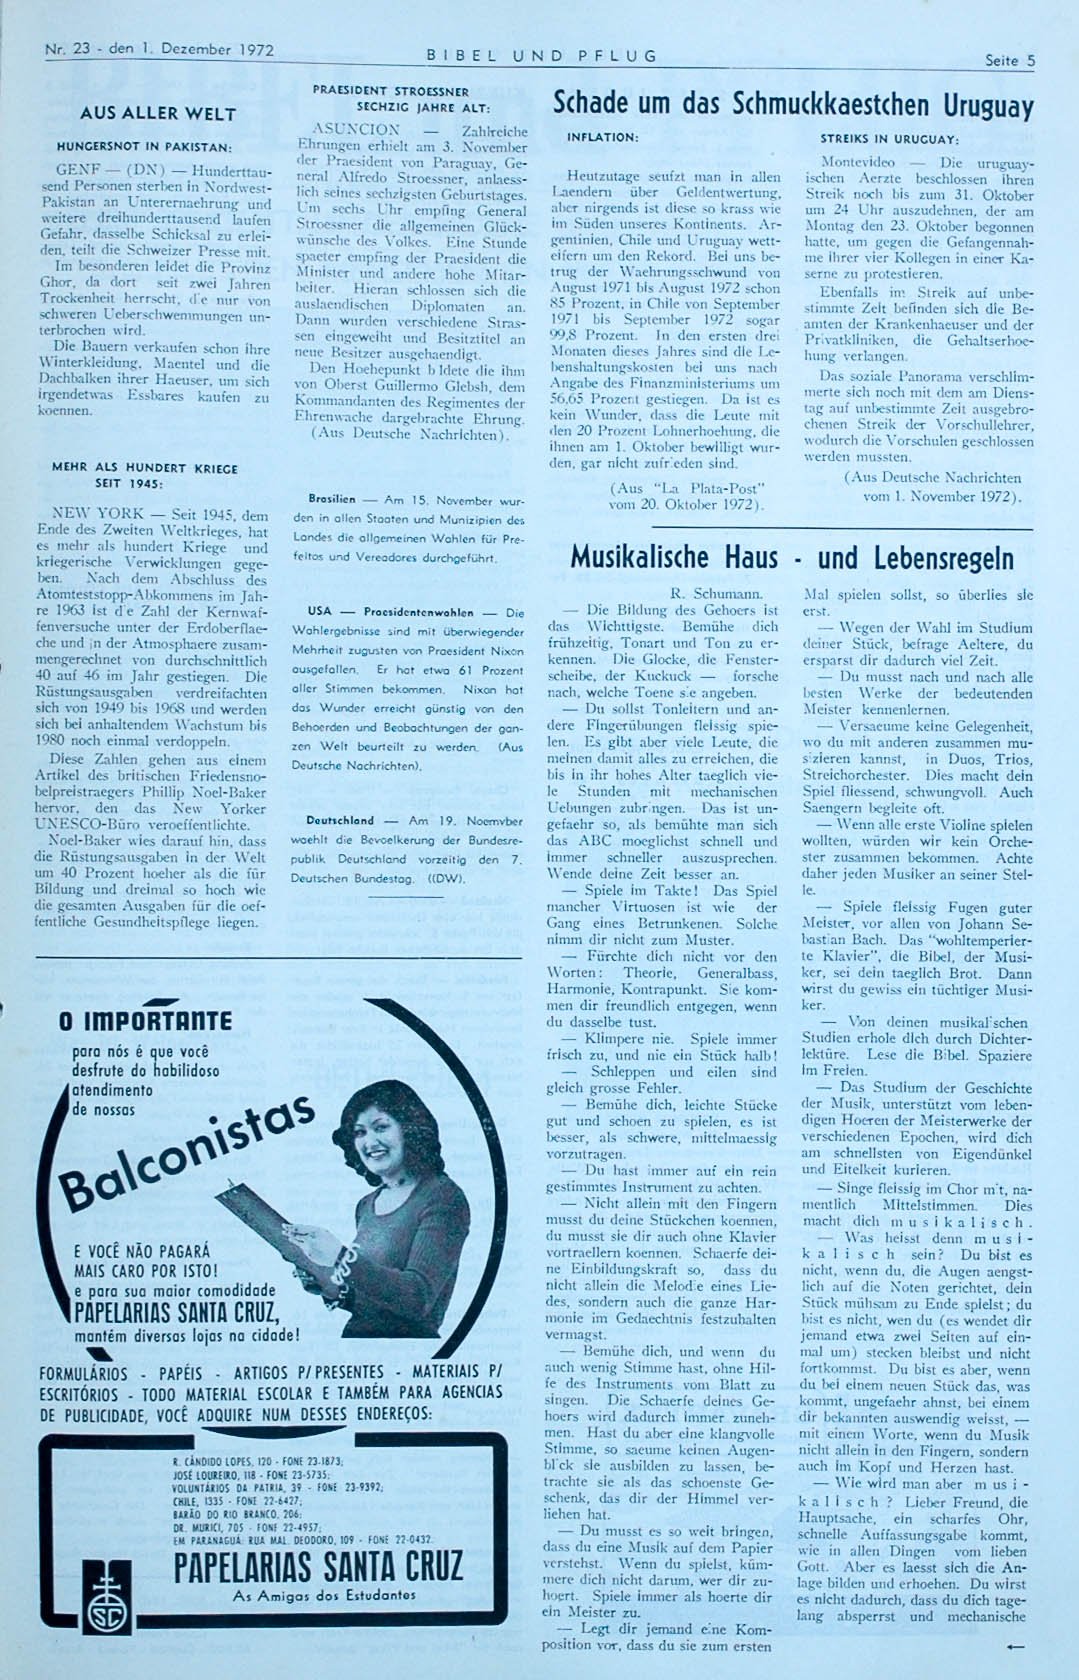 Nr. 23 - den 1. Dezember 1972
BIBEL UND PFLUG
Seite 5
AUS ALLER WELT
HUNGERSNOT IN PAKISTAN:
GENF — (DN) — Hunderttau-
send Personen sterben in Nordwest-
Pakistan an Unterernaehrung und
weitere dreihunderttausend laufen
Gefahr, dasselbe Schicksal zu erlei-
den, teilt die Schweizer Presse mit.
Im besonderen leidet die Provinz
Ghor, da dort seit zwei Jahren
Trockenheit herrscht, die nur von
schweren Ueberschwemmungen un-
terbrochen wird.
Die Bauern verkaufen schon ihre
Winterkleidung, Maentel und die
Dachbalken ihrer Haeuser, um sich
irgendetwas Essbares kaufen zu
koennen.
MEHR ALS HUNDERT KRIEGE
SEIT 1945:
NEW YORK — Seit 1945, dem
Ende des Zweiten Weltkrieges, hat
es mehr als hundert Kriege und
kriegerische Verwicklungen gege-
ben. Nach dem Abschluss des
Atomteststopp-Abkommens im Jah-
re 1963 ist die Zahl der Kernwaf-
fenversuche unter der Erdoberflae-
che und in der Atmosphaere zusam-
mengerechnet von durchschnittlich
40 auf 46 im Jahr gestiegen. Die
Rüstungsausgaben verdreifachten
sich von 1949 bis 1968 und werden
sich bei anhaltendem Wachstum bis
1980 noch einmal verdoppeln.
Diese Zahlen gehen aus einem
Artikel des britischen Friedensno-
belpreistraegers Phillip Noel-Baker
hervor, den das New Yorker
UNESCO-Büro veroeffentlichte.
Noel-Baker wies darauf hin, dass
die Rüstungsausgaben in der Welt
um 40 Prozent hoeher als die für
Bildung und dreimal so hoch wie
die gesamten Ausgaben für die oef-
fentliche Gesundheitspflege liegen.
PRAESIDENT STROESSNER
SECHZIG JAHRE ALT:
ASUNCION — Zahlreiche
Ehrungen erhielt am 3. November
der Praesident von Paraguay, Ge-
neral Alfredo Stroessner, anlaess-
lich seines sechzigsten Geburtstages.
Um sechs Uhr empfing General
Stroessner die allgemeinen Glück-
wünsche des Volkes. Eine Stunde
spaeter empfing der Praesident die
Minister und andere hohe Mitar-
beiter. Hieran schlossen sich die
auslaendischen Diplomaten an.
Dann wurden verschiedene Stras-
sen eingeweiht und Besitztitel an
neue Besitzer ausgehaendigt.
Den Hoehepunkt bildete die ihm
von Oberst Guillermo Glebsh, dem
Kommandanten des Regimentes der
Ehrenwache dargebrachte Ehrung.
(Aus Deutsche Nachrichten).
Brasilien — Am 15. November wur-
den in allen Staaten und Munizipien des
Landes die allgemeinen Wahlen für Pre-
feitos und Vereadores durchgeführt.
USA — Praesidentenwahlen — Die
Wahlergebnisse sind mit überwiegender
Mehrheit zugusten von Praesident Nixon
ausgefallen. Er hat etwa 61 Prozent
aller Stimmen bekommen. Nixon hat
das Wunder erreicht günstig von den
Behoerden und Beobachtungen der gan-
zen Welt beurteilt zu werden. (Aus
Deutsche Nachrichten).
Deutschland — Am 19. Noemvber
waehlt die Bevoelkerung der Bundesre-
publik Deutschland vorzeitig den 7.
Deutschen Bundestag. ((DW).
O IMPORTANTE
para nós é que você
desfrute do habilidoso
atendimento
de nossas
Balconistas
E VOCÊ NÃO PAGARÁ
MAIS CARO POR ISTO!
e para sua maior comodidade
PAPELARIAS SANTA CRUZ,
mantém diversas lojas na cidade!
FORMULÁRIOS - PAPÉIS - ARTIGOS P/ PRESENTES - MATERIAIS P/
ESCRITÓRIOS - TODO MATERIAL ESCOLAR E TAMBÉM PARA AGENCIAS
DE PUBLICIDADE, VOCÊ ADQUIRE NUM DESSES ENDEREÇOS:
R. CÂNDIDO LOPES, 120 - FONE 23-1873;
JOSÉ LOUREIRO, 118 - FONE 23-5735;
VOLUNTÁRIOS DA PATRIA, 39 - FONE 23-9392;
CHILE, 1335 - FONE 22-6427;
BARÃO DO RIO BRANCO, 206;
DR. MURICI, 705 - FONE 22-4957;
EM PARANAGUÁ: RUA MAL. DEODORO, 109 - FONE 22-0432.
PAPELARIAS SANTA CRUZ
As Amigas dos Estudantes
SC
Schade um das Schmuckkaestchen Uruguay
INFLATION:
Heutzutage seufzt man in allen
Laendern über Geldentwertung,
aber nirgends ist diese so krass wie
im Süden unseres Kontinents. Ar-
gentinien, Chile und Uruguay wett-
eifern um den Rekord. Bei uns be-
trug der Waehrungsschwund von
August 1971 bis August 1972 schon
85 Prozent, in Chile von September
1971 bis September 1972 sogar
99,8 Prozent. In den ersten drei
Monaten dieses Jahres sind die Le-
benshaltungskosten bei uns nach
Angabe des Finanzministeriums um
56,65 Prozent gestiegen. Da ist es
kein Wunder, dass die Leute mit
den 20 Prozent Lohnerhoehung, die
ihnen am 1. Oktober bewilligt wur-
den, gar nicht zufrieden sind.
(Aus "La Plata-Post"
vom 20. Oktober 1972).
STREIKS IN URUGUAY:
Montevideo — Die uruguay-
ischen Aerzte beschlossen ihren
Streik noch bis zum 31. Oktober
um 24 Uhr auszudehnen, der am
Montag den 23. Oktober begonnen
hatte, um gegen die Gefangennah-
me ihrer vier Kollegen in einer Ka-
serne zu protestieren.
Ebenfalls im Streik auf unbe-
stimmte Zeit befinden sich die Be-
amten der Krankenhaeuser und der
Privatkliniken, die Gehaltserhoe-
hung verlangen.
Das soziale Panorama verschlim-
merte sich noch mit dem am Diens-
tag auf unbestimmte Zeit ausgebro-
chenen Streik der Vorschullehrer,
wodurch die Vorschulen geschlossen
werden mussten.
(Aus Deutsche Nachrichten
vom 1. November 1972).
Musikalische Haus - und Lebensregeln
R. Schumann.
— Die Bildung des Gehoers ist
das Wichtigste. Bemühe dich
frühzeitig, Tonart und Ton zu er-
kennen. Die Glocke, die Fenster-
scheibe, der Kuckuck — forsche
nach, welche Toene sie angeben.
— Du sollst Tonleitern und an-
dere Fingerübungen fleissig spie-
len. Es gibt aber viele Leute, die
meinen damit alles zu erreichen, die
bis in ihr hohes Alter taeglich vie-
le Stunden mit mechanischen
Uebungen zubringen. Das ist un-
gefaehr so, als bemühte man sich
das ABC moeglichst schnell und
immer schneller auszusprechen.
Wende deine Zeit besser an.
— Spiele im Takte! Das Spiel
mancher Virtuosen ist wie der
Gang eines Betrunkenen. Solche
nimm dir nicht zum Muster.
— Fürchte dich nicht vor den
Worten: Theorie, Generalbass,
Harmonie, Kontrapunkt. Sie kom-
men dir freundlich entgegen, wenn
du dasselbe tust.
— Klimpere nie. Spiele immer
frisch zu, und nie ein Stück halb!
— Schleppen und eilen sind
gleich grosse Fehler.
— Bemühe dich, leichte Stücke
gut und schoen zu spielen, es ist
besser, als schwere, mittelmaessig
vorzutragen.
— Du hast immer auf ein rein
gestimmtes Instrument zu achten.
— Nicht allein mit den Fingern
musst du deine Stückchen koennen,
du musst sie dir auch ohne Klavier
vortraellern koennen. Schaerfe dei-
ne Einbildungskraft so, dass du
nicht allein die Melodie eines Lie-
des, sondern auch die ganze Har-
monie im Gedaechtnis festzuhalten
vermagst.
— Bemühe dich, und wenn du
auch wenig Stimme hast, ohne Hil-
fe des Instruments vom Blatt zu
singen. Die Schaerfe deines Ge-
hoers wird dadurch immer zuneh-
men. Hast du aber eine klangvolle
Stimme, so saeume keinen Augen-
blick sie ausbilden zu lassen, be-
trachte sie als das schoenste Ge-
schenk, das dir der Himmel ver-
liehen hat.
— Du musst es so weit bringen,
dass du eine Musik auf dem Papier
verstehst. Wenn du spielst, küm-
mere dich nicht darum, wer dir zu-
hoert. Spiele immer als hoerte dir
ein Meister zu.
— Legt dir jemand eine Kom-
position vor, dass du sie zum ersten
Mal spielen sollst, so überlies sie
erst.
— Wegen der Wahl im Studium
deiner Stück, befrage Aeltere, du
ersparst dir dadurch viel Zeit.
— Du musst nach und nach alle
besten Werke der bedeutenden
Meister kennenlernen.
— Versaeume keine Gelegenheit,
wo du mit anderen zusammen mu-
sizieren kannst, in Duos, Trios,
Streichorchester. Dies macht dein
Spiel fliessend, schwungvoll. Auch
Saengern begleite oft.
— Wenn alle erste Violine spielen
wollten, würden wir kein Orche-
ster zusammen bekommen. Achte
daher jeden Musiker an seiner Stel-
le.
— Spiele fleissig Fugen guter
Meister, vor allen von Johann Se-
bastian Bach. Das "wohltemperier-
te Klavier", die Bibel, der Musi-
ker, sei dein taeglich Brot. Dann
wirst du gewiss ein tüchtiger Musi-
ker.
— Von deinen musikalischen
Studien erhole dich durch Dichter-
lektüre. Lese die Bibel. Spaziere
im Freien.
— Das Studium der Geschichte
der Musik, unterstützt vom leben-
digen Hoeren der Meisterwerke der
verschiedenen Epochen, wird dich
am schnellsten von Eigendünkel
und Eitelkeit kurieren.
— Singe fleissig im Chor mit, na-
mentlich Mittelstimmen. Dies
macht dich musikalisch.
— Was heisst denn musi-
kalisch sein? Du bist es
nicht, wenn du, die Augen aengst-
lich auf die Noten gerichtet, dein
Stück mühsam zu Ende spielst; du
bist es nicht, wen du (es wendet dir
jemand etwa zwei Seiten auf ein-
mal um) stecken bleibst und nicht
fortkommst. Du bist es aber, wenn
du bei einem neuen Stück das, was
kommt, ungefaehr ahnst, bei einem
dir bekannten auswendig weisst, —
mit einem Worte, wenn du Musik
nicht allein in den Fingern, sondern
auch im Kopf und Herzen hast.
— Wie wird man aber musi-
kalisch? Lieber Freund, die
Hauptsache, ein scharfes Ohr,
schnelle Auffassungsgabe kommt,
wie in allen Dingen vom lieben
Gott. Aber es laesst sich die An-
lage bilden und erhoehen. Du wirst
es nicht dadurch, dass du dich tage-
lang absperrst und mechanische
←